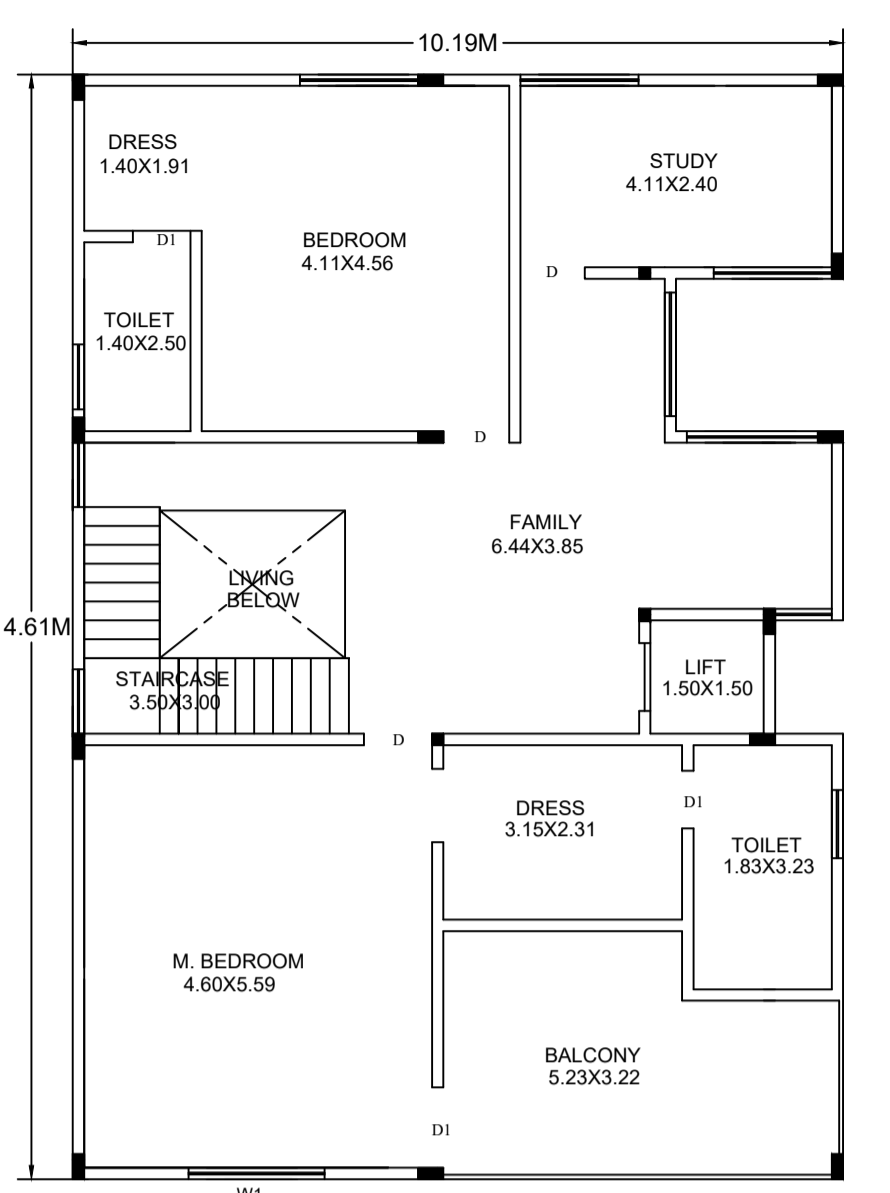 10.19M
DRESS
1.40X1.91
STUDY
4.11X2.40
D1
BEDROOM
4.11X4.56
D
TOILET
1.40X2.50
D
FAMILY
6.44X3.85
LIVING
BELOW
4.61M
STAIRCASE
3.50X3.00
LIFT
1.50X1.50
D
DRESS
3.15X2.31
D1
TOILET
1.83X3.23
M. BEDROOM
4.60X5.59
BALCONY
5.23X3.22
D1
W1